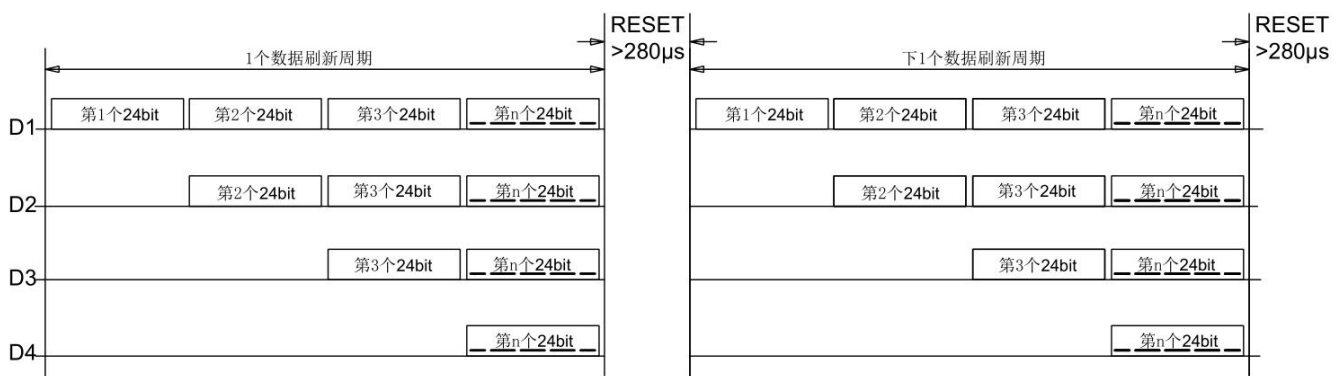 RESET
>280μs
1个数据刷新周期
RESET
>280μs
下1个数据刷新周期
D1 第1个24bit 第2个24bit 第3个24bit 第n个24bit 第1个24bit 第2个24bit 第3个24bit 第n个24bit
D2 第2个24bit 第3个24bit 第n个24bit 第2个24bit 第3个24bit 第n个24bit
D3 第3个24bit 第n个24bit 第3个24bit 第n个24bit
D4 第n个24bit 第n个24bit